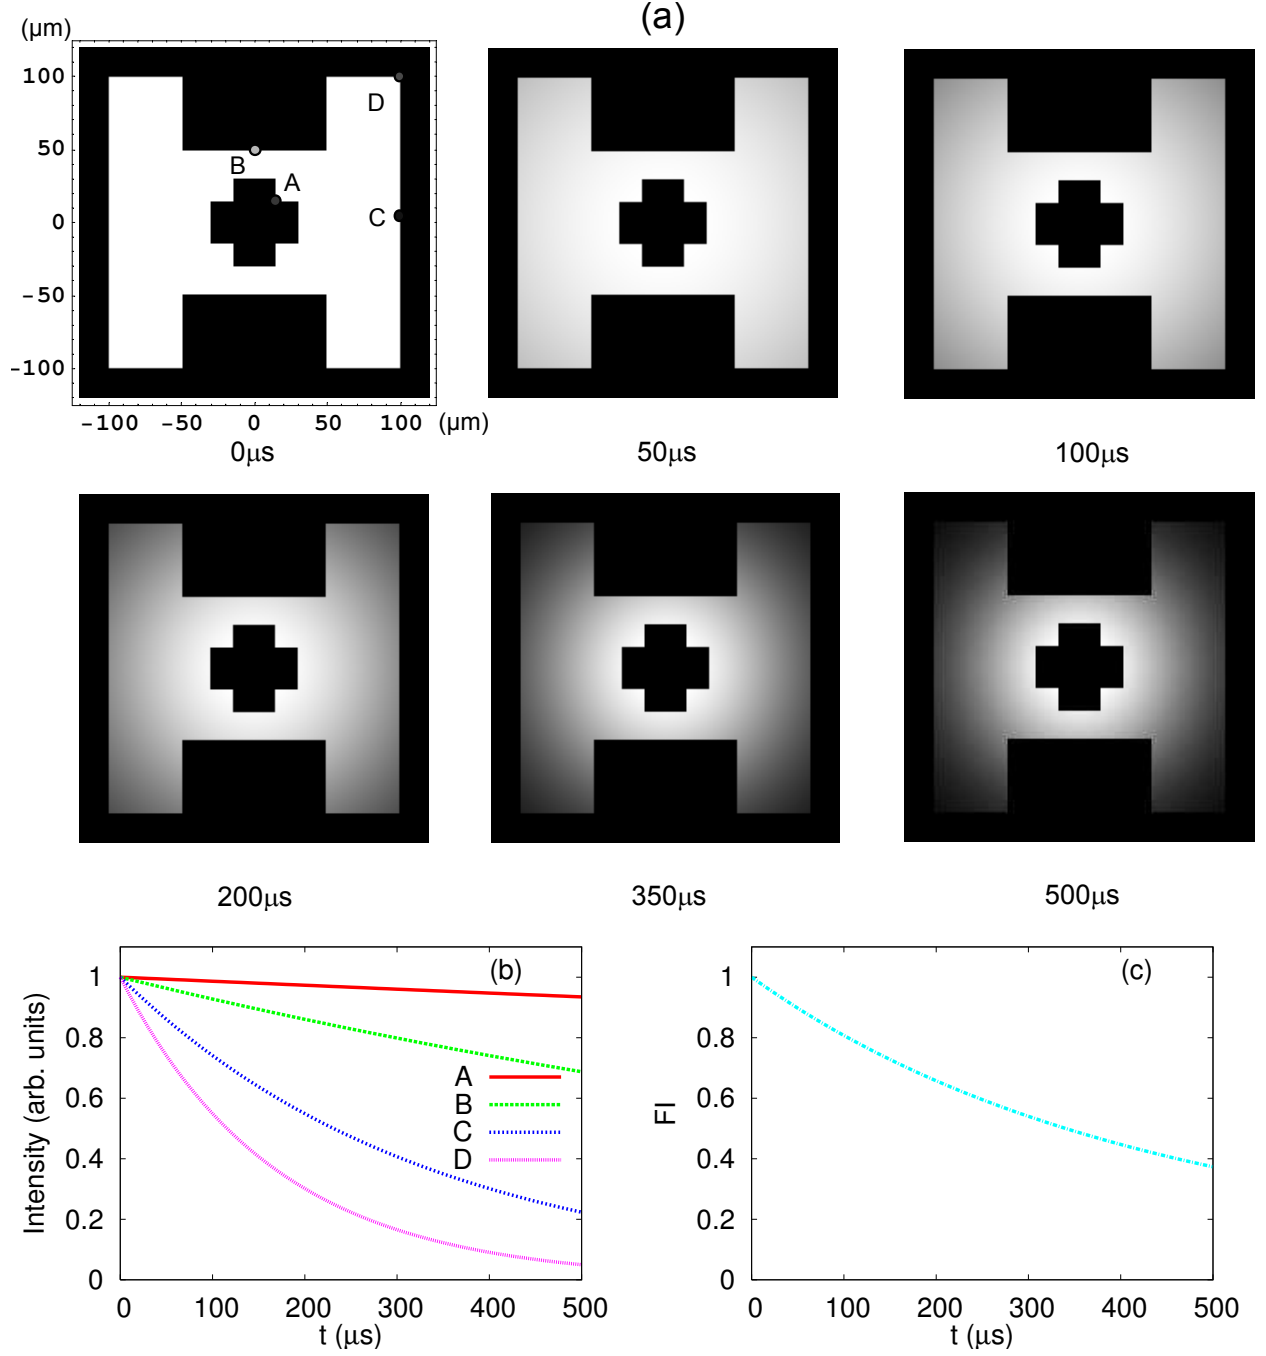 (a)
(µm)
100
50
0
-50
-100
D
B
A
C
-100 -50 0 50 100 (µm)
0µs 50µs 100µs
200µs 350µs 500µs
(b)
Intensity (arb. units)
1
0.8
0.6
0.4
0.2
0
A
B
C
D
0 100 200 300 400 500
t (µs)
(c)
FI
1
0.8
0.6
0.4
0.2
0
0 100 200 300 400 500
t (µs)